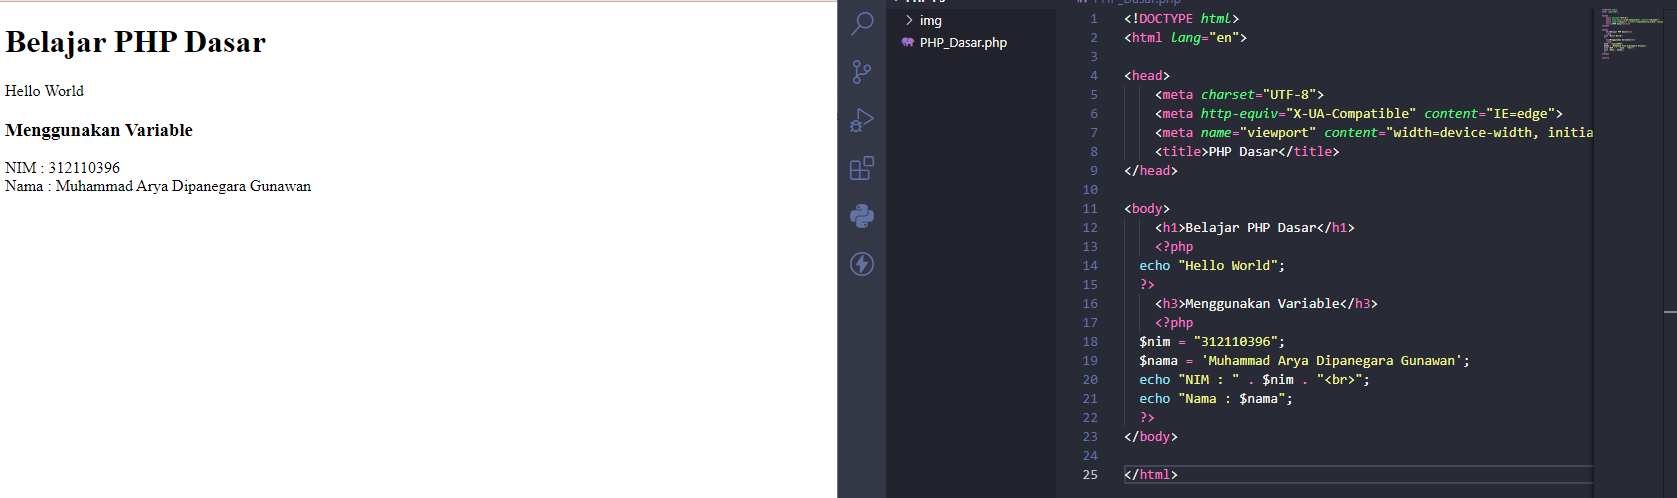 Belajar PHP Dasar
Hello World
Menggunakan Variable
NIM : 312110396
Nama : Muhammad Arya Dipanegara Gunawan
img
PHP_Dasar.php
PHP_Dasar.php
1 <!DOCTYPE html>
2 <html lang="en">
3
4 <head>
5 <meta charset="UTF-8">
6 <meta http-equiv="X-UA-Compatible" content="IE=edge">
7 <meta name="viewport" content="width=device-width, initia
8 <title>PHP Dasar</title>
9 </head>
10
11 <body>
12 <h1>Belajar PHP Dasar</h1>
13 <?php
14 echo "Hello World";
15 ?>
16 <h3>Menggunakan Variable</h3>
17 <?php
18 $nim = "312110396";
19 $nama = 'Muhammad Arya Dipanegara Gunawan';
20 echo "NIM : " . $nim . "<br>";
21 echo "Nama : $nama";
22 ?>
23 </body>
24
25 </html>